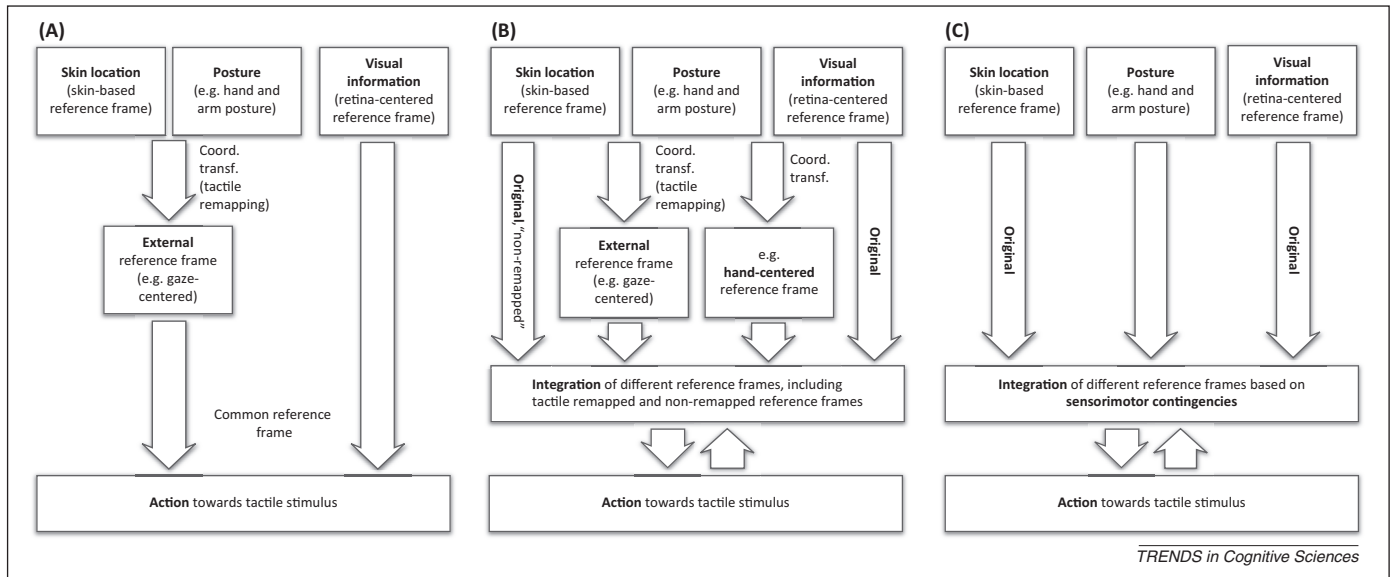 (A)
Skin location
(skin-based
reference frame)
Posture
(e.g. hand and
arm posture)
Visual
information
(retina-centered
reference frame)
Coord.
transf.
(tactile
remapping)
External
reference frame
(e.g. gaze-
centered)
Common reference
frame
Action towards tactile stimulus
(B)
Skin location
(skin-based
reference frame)
Posture
(e.g. hand and
arm posture)
Visual
information
(retina-centered
reference frame)
Original, “non-remapped”
Coord.
transf.
(tactile
remapping)
Coord.
transf.
Original
External
reference frame
(e.g. gaze-
centered)
e.g.
hand-centered
reference frame
Integration of different reference frames, including
tactile remapped and non-remapped reference frames
Action towards tactile stimulus
(C)
Skin location
(skin-based
reference frame)
Posture
(e.g. hand and
arm posture)
Visual
information
(retina-centered
reference frame)
Original
Original
Integration of different reference frames based on
sensorimotor contingencies
Action towards tactile stimulus
TRENDS in Cognitive Sciences